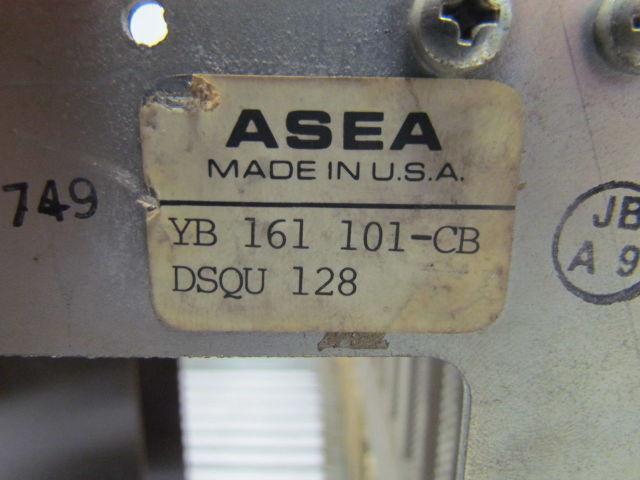 ASEA
MADE IN U.S.A.
YB 161 101-CB
DSQU 128
749
JB
A 9